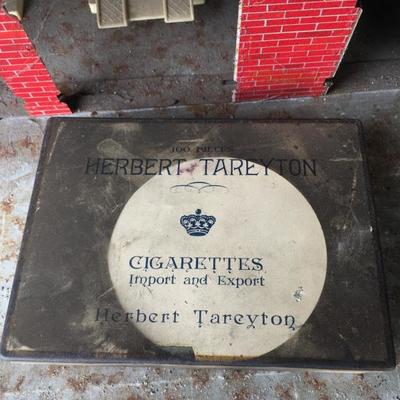 100 PIECES
HERBERT TAREYTON
CIGARETTES
Import and Export
Herbert Tareyton